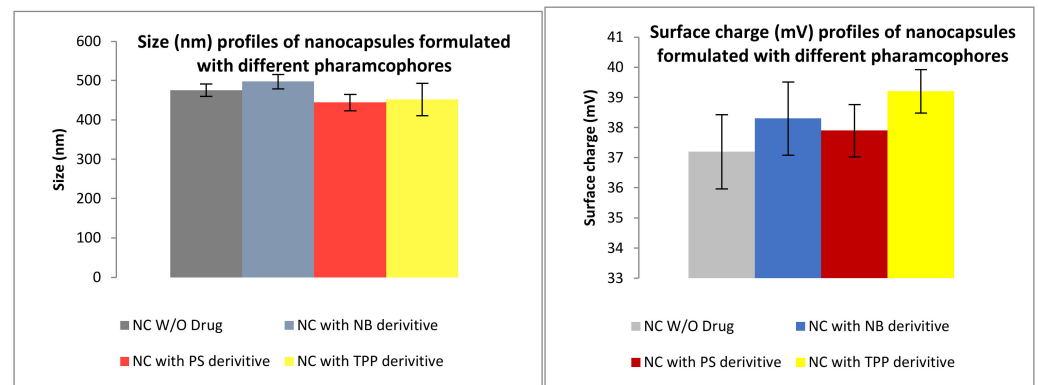 Size (nm) profiles of nanocapsules formulated
with different pharamcophores
600
500
400
300
200
100
0
Size (nm)
NC W/O Drug
NC with NB derivitive
NC with PS derivitive
NC with TPP derivitive
Surface charge (mV) profiles of nanocapsules
formulated with different pharamcophores
41
40
39
38
37
36
35
34
33
Surface charge (mV)
NC W/O Drug
NC with NB derivitive
NC with PS derivitive
NC with TPP derivitive